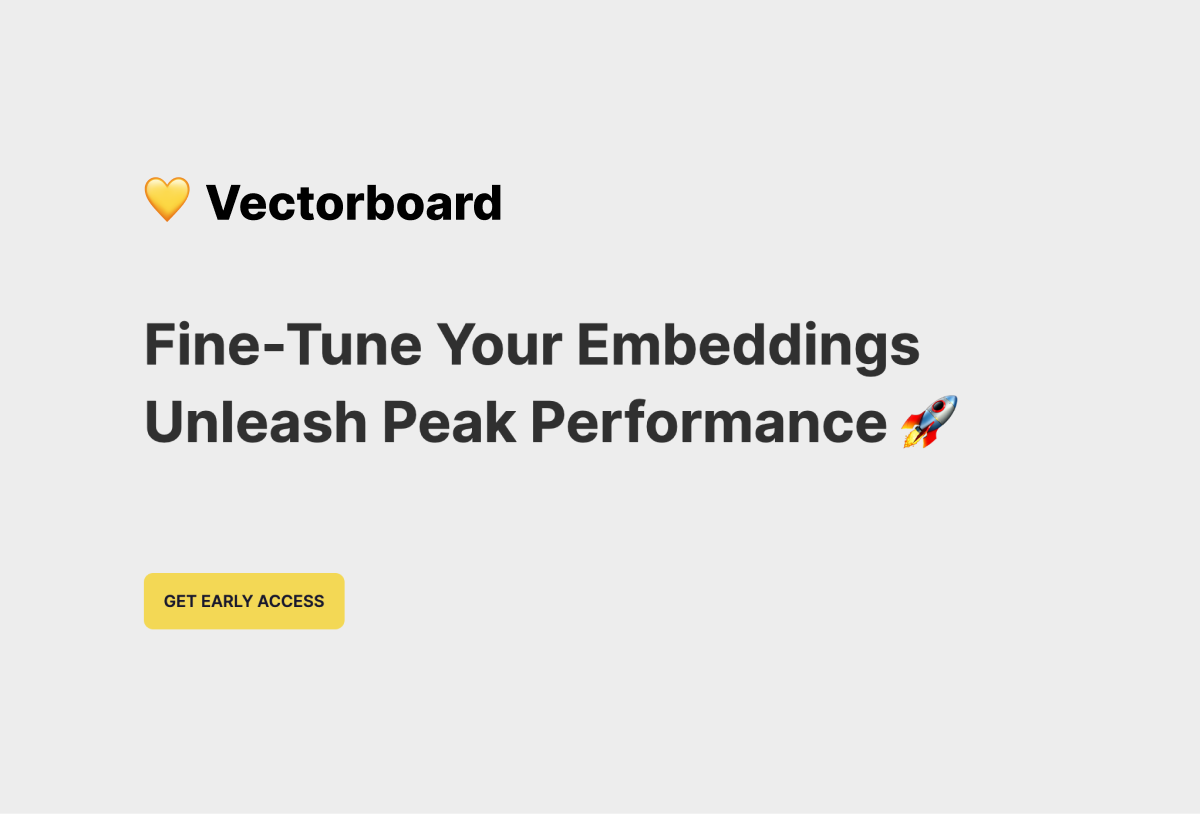 💛 Vectorboard
Fine-Tune Your Embeddings
Unleash Peak Performance 🚀
GET EARLY ACCESS